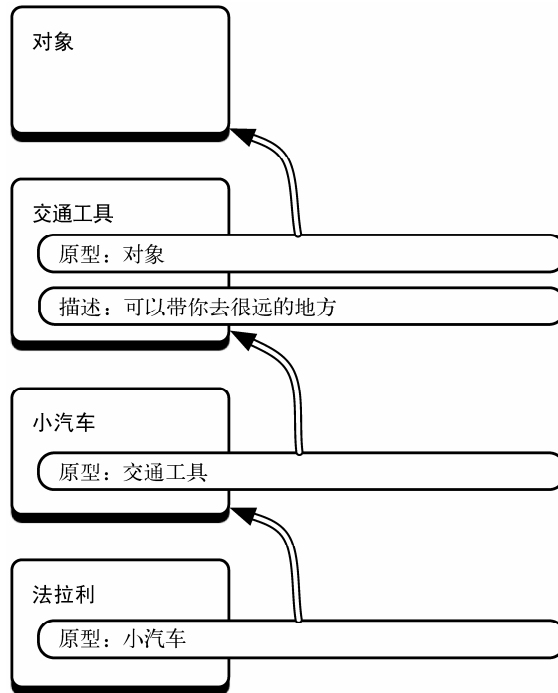 对象
交通工具
原型：对象
描述：可以带你去很远的地方
小汽车
原型：交通工具
法拉利
原型：小汽车